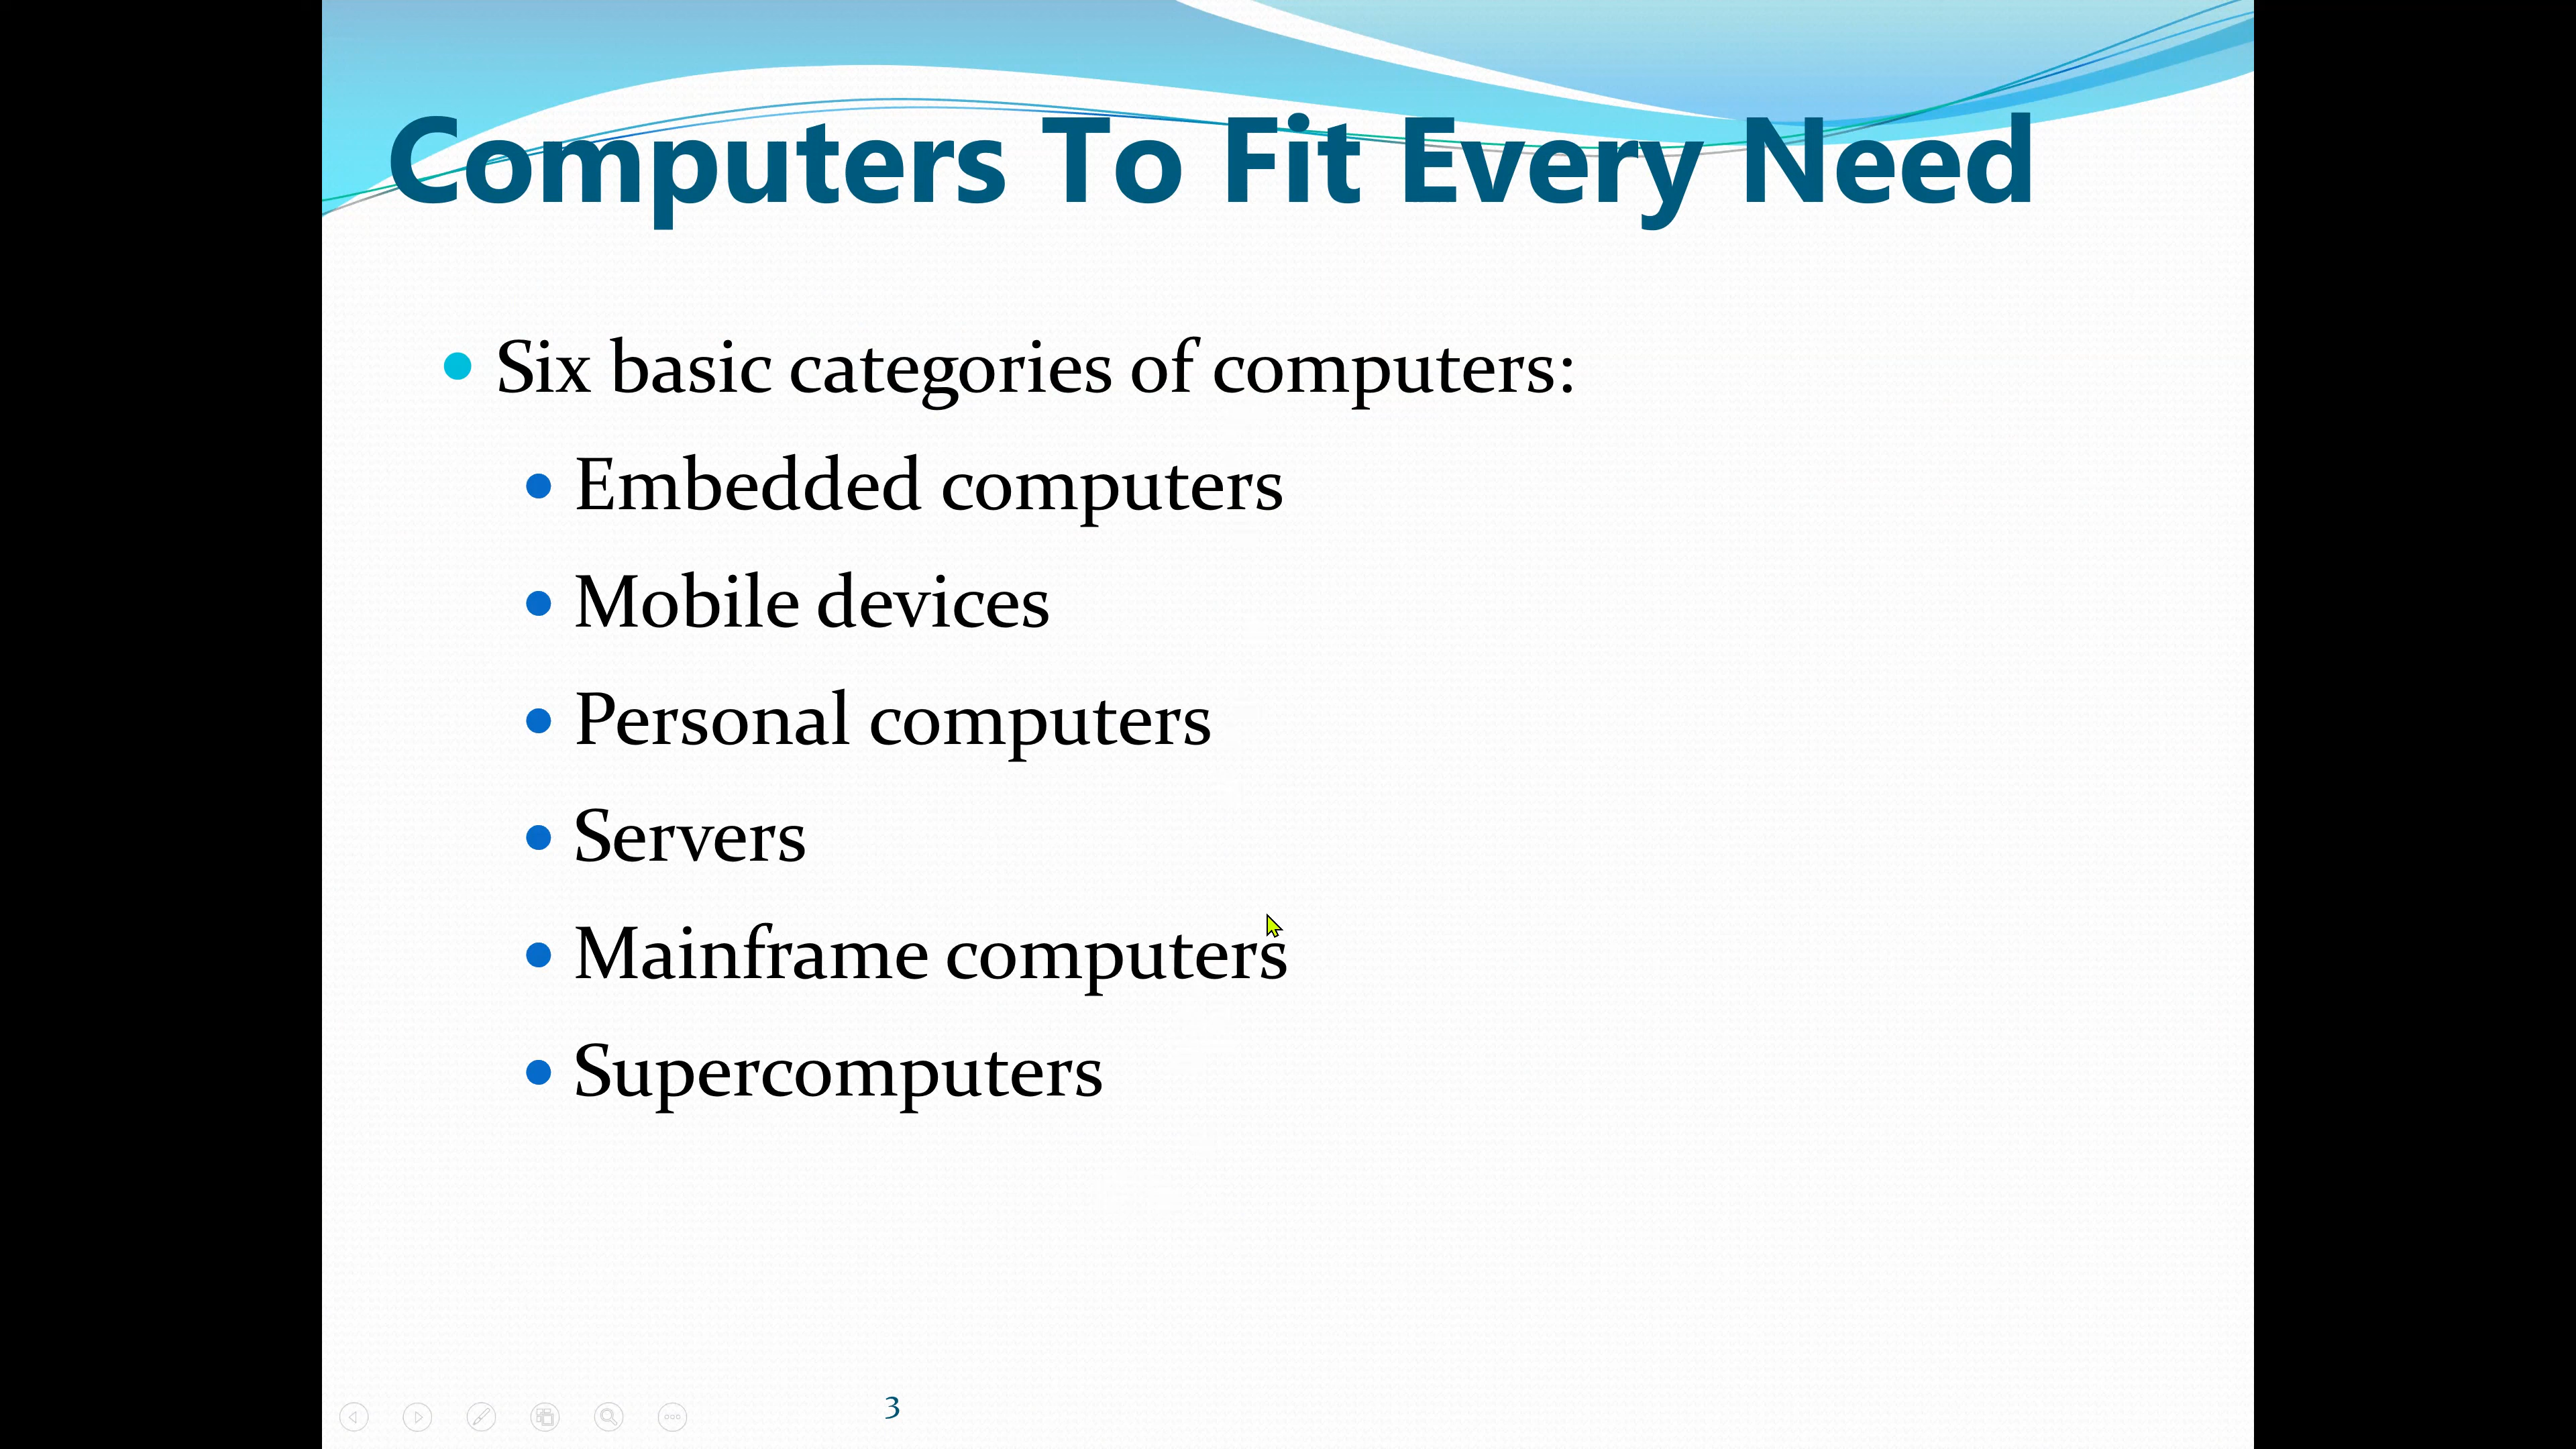 Computers To Fit Every Need
Six basic categories of computers:
Embedded computers
Mobile devices
Personal computers
Servers
Mainframe computers
Supercomputers
3